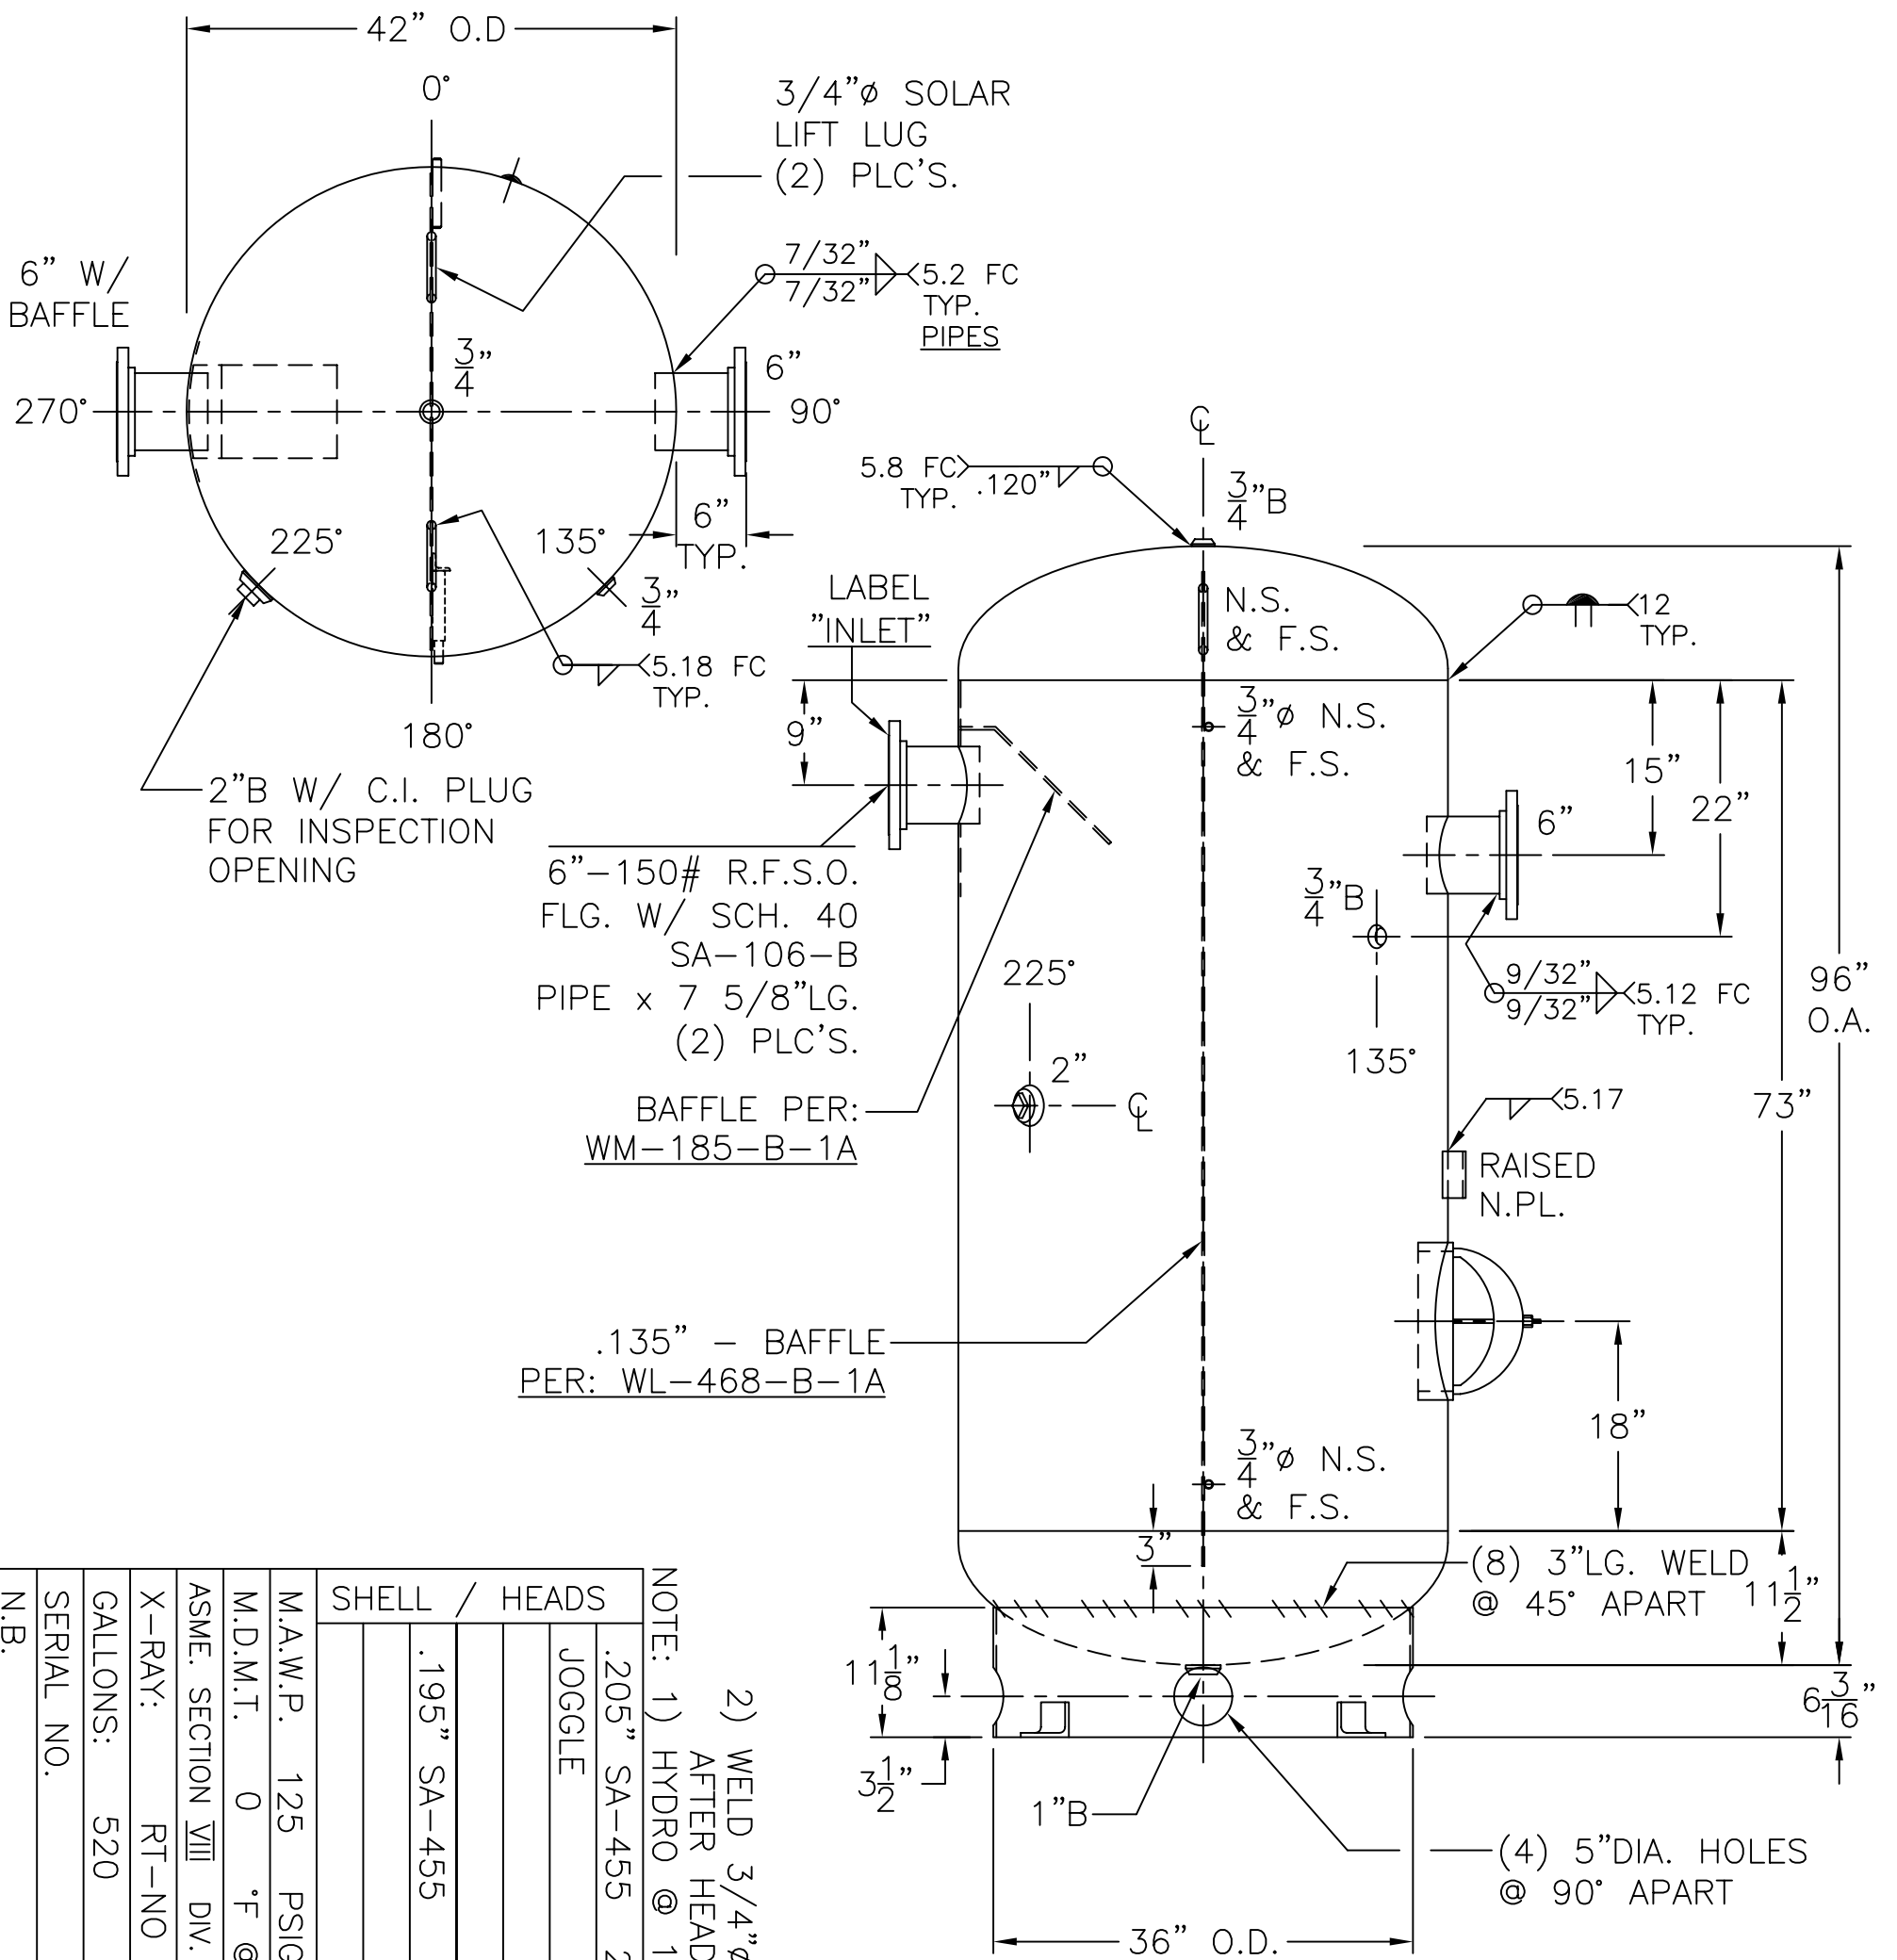 42" O.D
0°
3/4"ø SOLAR
LIFT LUG
(2) PLC'S.
6" W/
BAFFLE
7/32"
7/32"
5.2 FC
TYP.
PIPES
3/4"
6"
270°
90°
6"
TYP.
225°
135°
3/4"
5.18 FC
TYP.
180°
2"B W/ C.I. PLUG
FOR INSPECTION
OPENING
℄
5.8 FC
TYP.
.120"
3/4"B
LABEL
"INLET"
N.S.
& F.S.
12
TYP.
9"
3/4"ø N.S.
& F.S.
15"
22"
6"
6"-150# R.F.S.O.
FLG. W/ SCH. 40
SA-106-B
PIPE x 7 5/8"LG.
(2) PLC'S.
3/4"B
225°
9/32"
9/32"
5.12 FC
TYP.
96"
O.A.
135°
2"
℄
BAFFLE PER:
WM-185-B-1A
5.17
73"
RAISED
N.PL.
.135" - BAFFLE
PER: WL-468-B-1A
18"
3/4"ø N.S.
& F.S.
3"
(8) 3"LG. WELD
@ 45° APART
11 1/2"
11 1/8"
6 3/16"
3 1/2"
1"B
(4) 5"DIA. HOLES
@ 90° APART
36" O.D.
2) WELD 3/4"ø
AFTER HEAD
NOTE: 1) HYDRO @ 1
SHELL / HEADS
.205" SA-455 2
JOGGLE
.195" SA-455
M.A.W.P. 125 PSIG
M.D.M.T. 0 °F @
ASME. SECTION VIII DIV.
X-RAY: RT-NO
GALLONS: 520
SERIAL NO.
N.B.